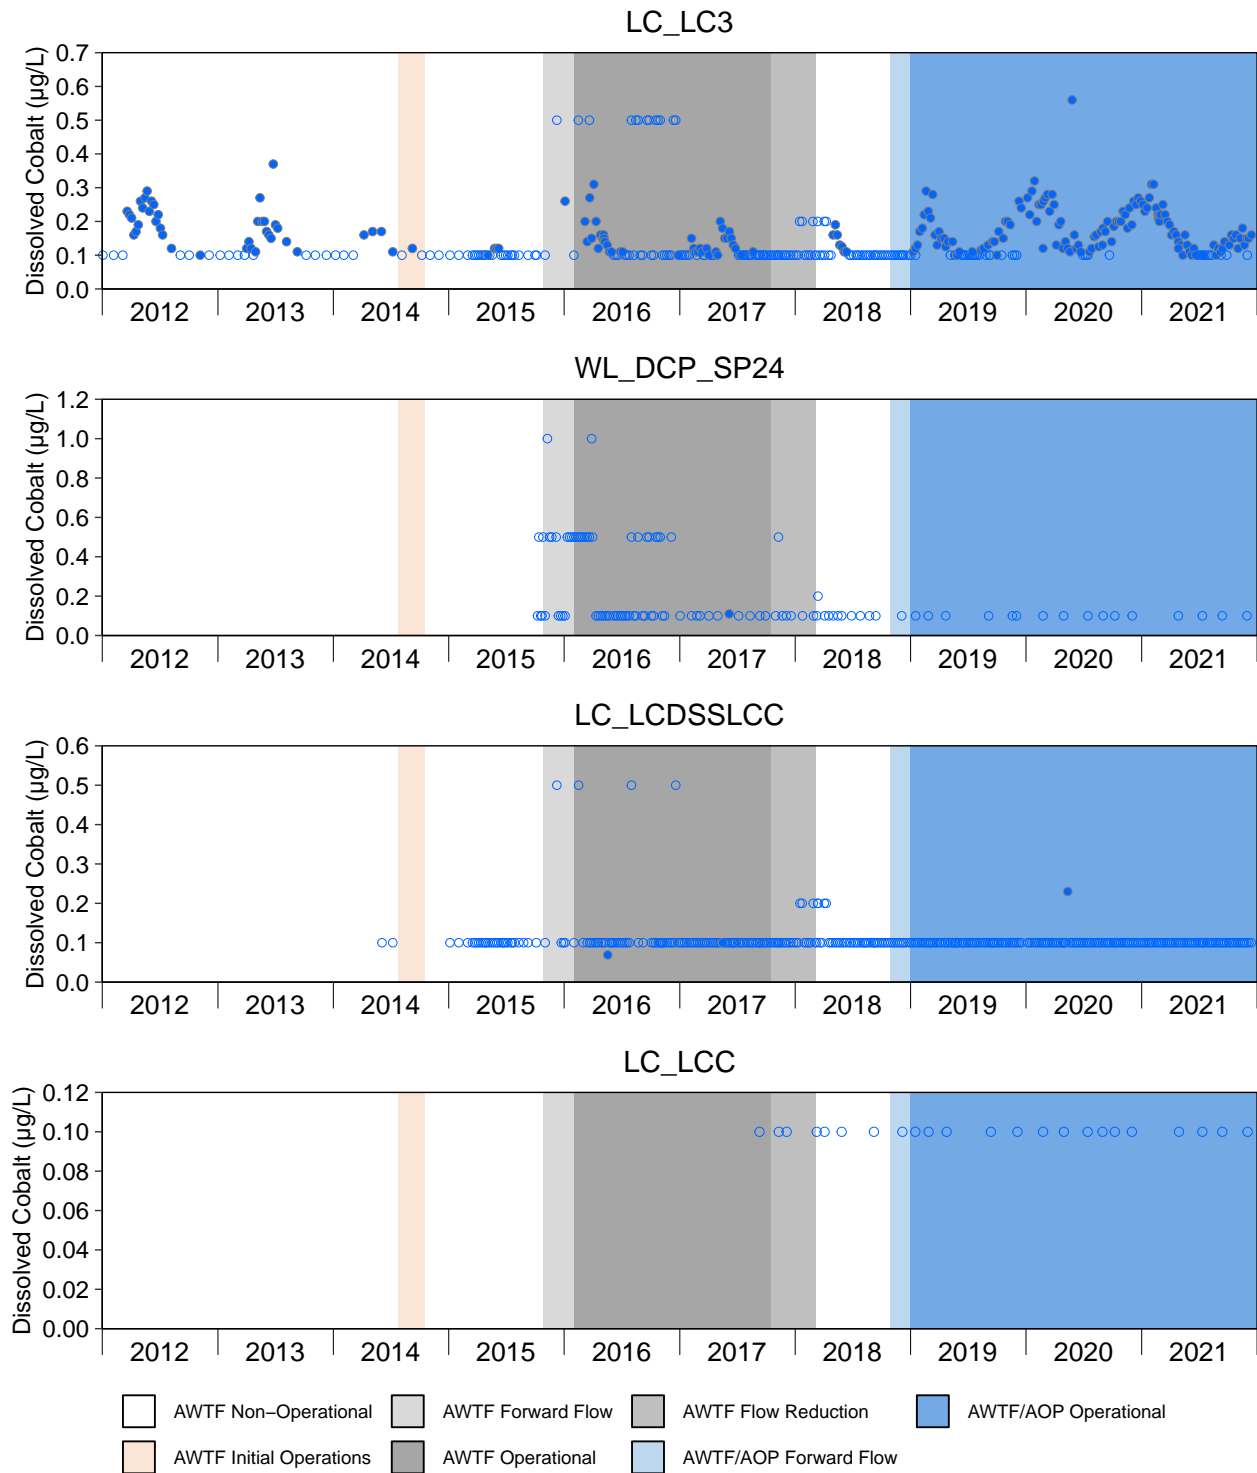 LC_LC3
Dissolved Cobalt (µg/L)
0.7
0.6
0.5
0.4
0.3
0.2
0.1
0.0
2012 2013 2014 2015 2016 2017 2018 2019 2020 2021
WL_DCP_SP24
Dissolved Cobalt (µg/L)
1.2
1.0
0.8
0.6
0.4
0.2
0.0
2012 2013 2014 2015 2016 2017 2018 2019 2020 2021
LC_LCDSSLCC
Dissolved Cobalt (µg/L)
0.6
0.5
0.4
0.3
0.2
0.1
0.0
2012 2013 2014 2015 2016 2017 2018 2019 2020 2021
LC_LCC
Dissolved Cobalt (µg/L)
0.12
0.10
0.08
0.06
0.04
0.02
0.00
2012 2013 2014 2015 2016 2017 2018 2019 2020 2021
AWTF Non−Operational AWTF Forward Flow AWTF Flow Reduction AWTF/AOP Operational
AWTF Initial Operations AWTF Operational AWTF/AOP Forward Flow